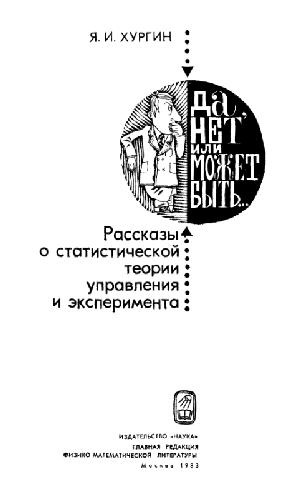 Я. И. ХУРГИН
ДА,
НЕТ
ИЛИ
МОЖЕТ
БЫТЬ...
Рассказы
о статистической
теории
управления
и эксперимента
ИЗДАТЕЛЬСТВО «НАУКА»
ГЛАВНАЯ РЕДАКЦИЯ
ФИЗИКО-МАТЕМАТИЧЕСКОЙ ЛИТЕРАТУРЫ
Москва 1983